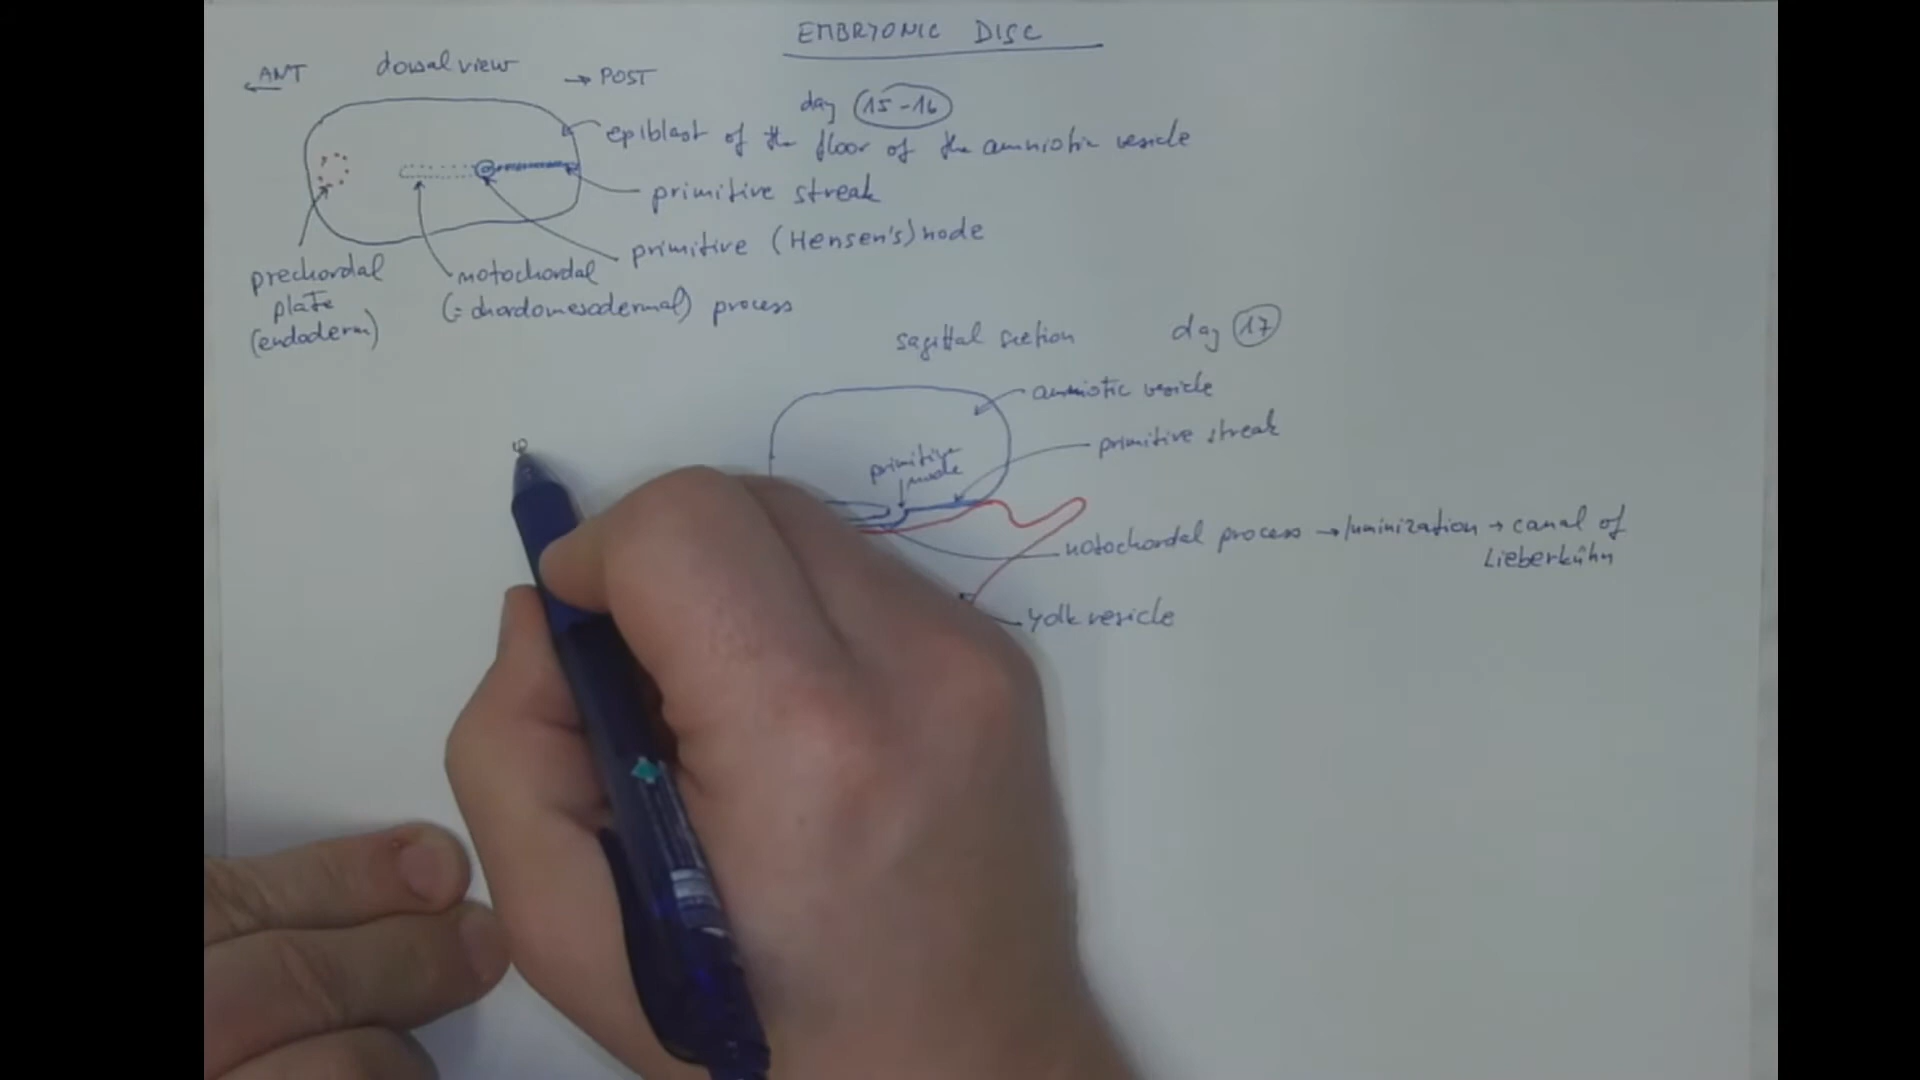 EMBRYONIC DISC
← ANT dorsal view → POST
day 15-16
epiblast of the floor of the amniotic vesicle
primitive streak
primitive (Hensen's) node
prechordal
plate
(endoderm)
notochordal
(= chordomesodermal) process
sagittal section day 17
amniotic vesicle
primitive streak
primitive
node
notochordal process → luminization → canal of
Lieberkühn
yolk vesicle